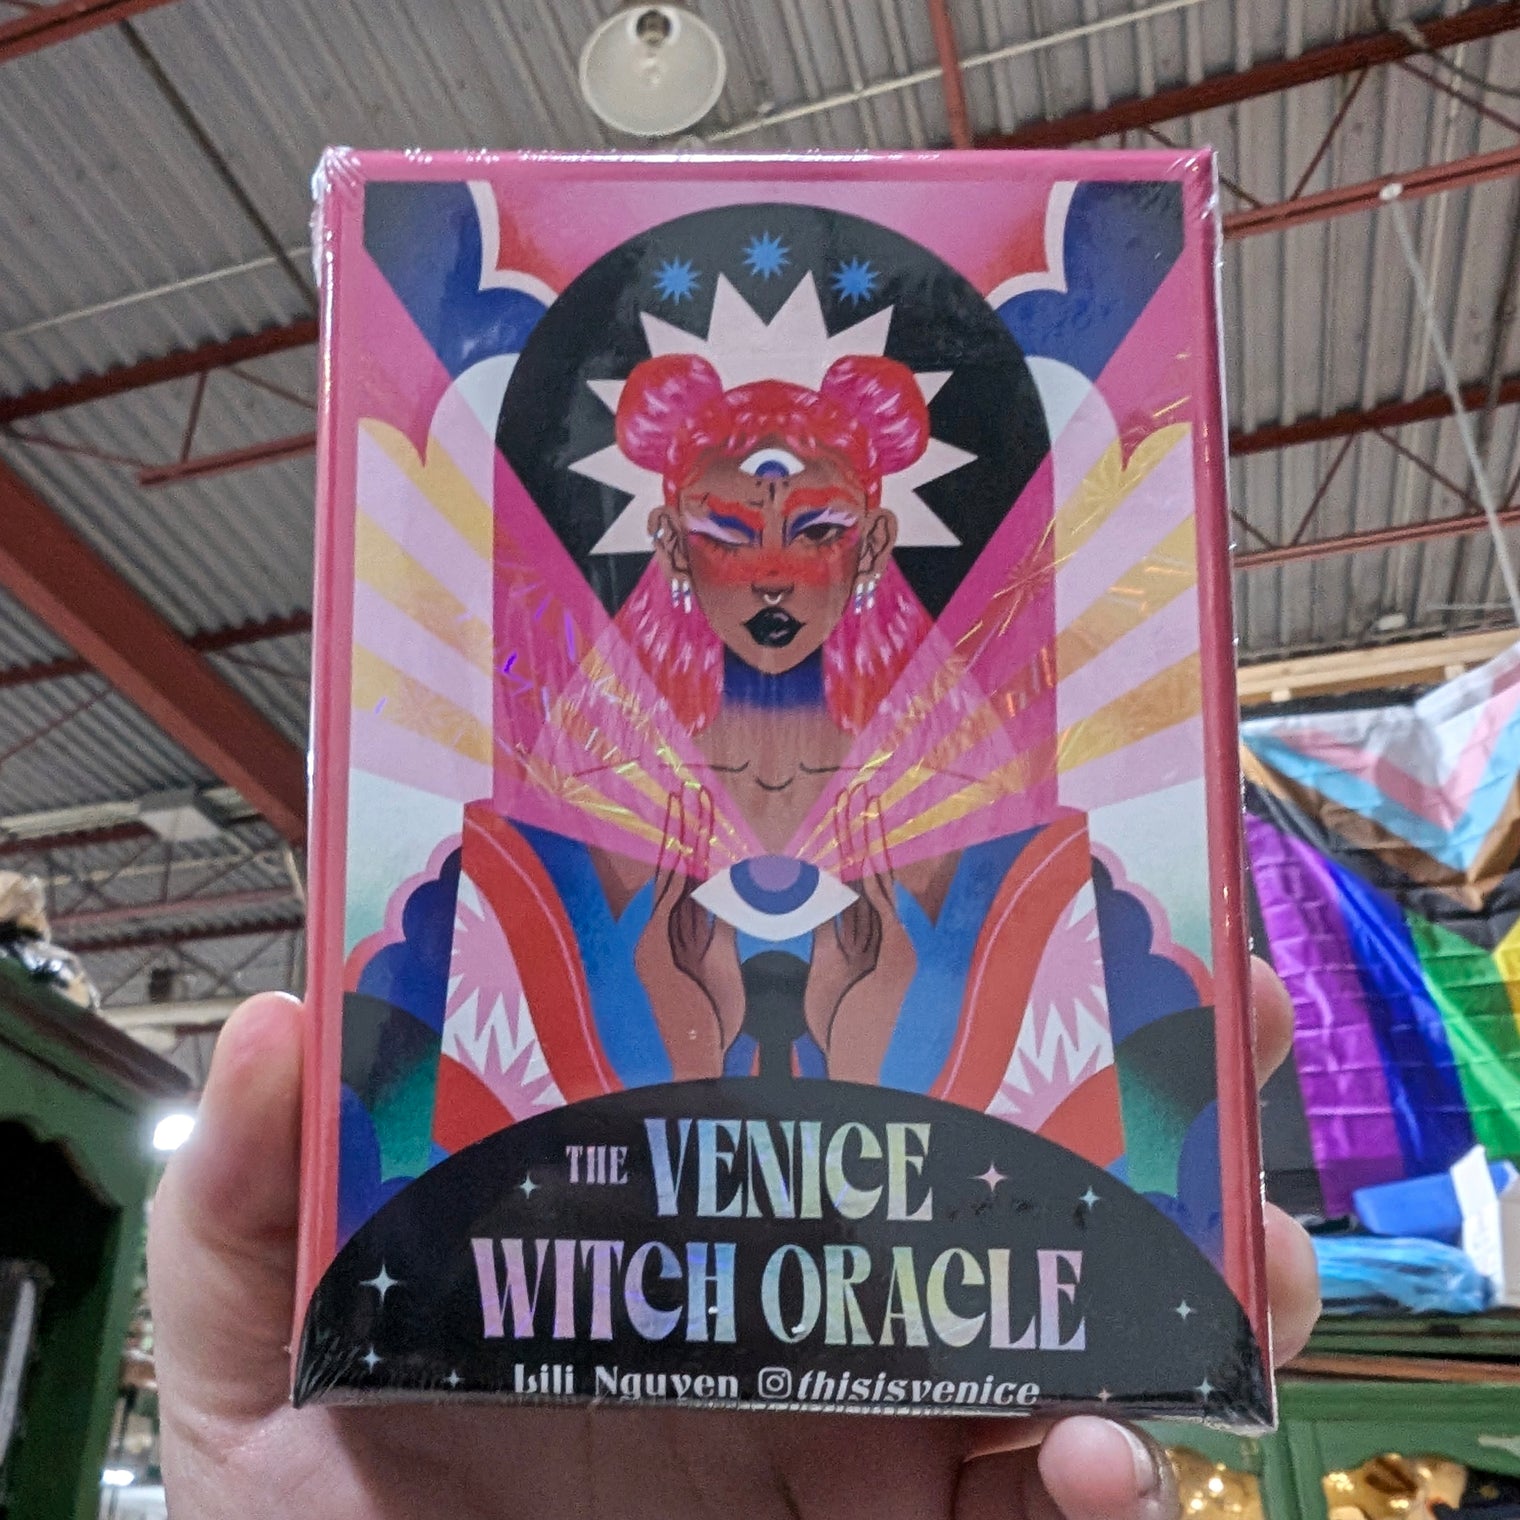 THE VENICE
WITCH ORACLE
Lili Nguyen thisisvenice